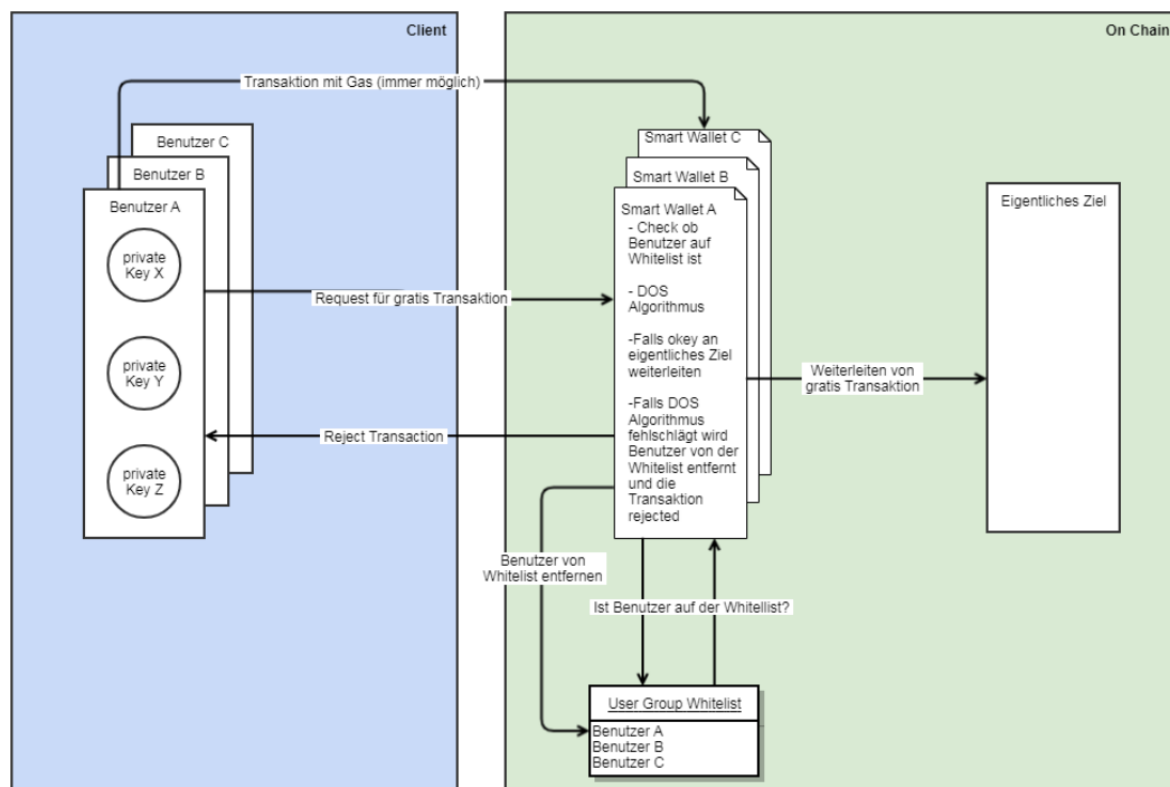 Client
On Chain
Transaktion mit Gas (immer möglich)
Benutzer C
Benutzer B
Benutzer A
private
Key X
private
Key Y
private
Key Z
Request für gratis Transaktion
Reject Transaction
Smart Wallet C
Smart Wallet B
Smart Wallet A
- Check ob
Benutzer auf
Whitelist ist
- DOS
Algorithmus
-Falls okey an
eigentliches Ziel
weiterleiten
-Falls DOS
Algorithmus
fehlschlägt wird
Benutzer von der
Whitelist entfernt
und die
Transaktion
rejected
Weiterleiten von
gratis Transaktion
Eigentliches Ziel
Benutzer von
Whitelist entfernen
Ist Benutzer auf der Whitellist?
User Group Whitelist
Benutzer A
Benutzer B
Benutzer C